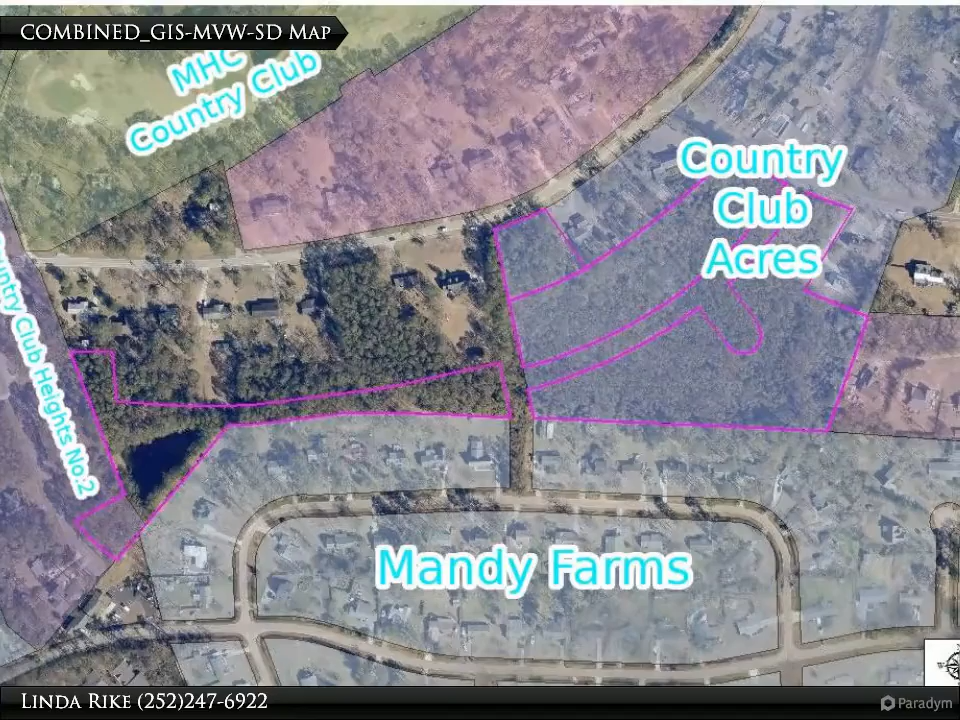 COMBINED_GIS-MVW-SD MAP
MHC
Country Club
Country
Club
Acres
Country Club Heights No.2
Mandy Farms
LINDA RIKE (252)247-6922
Paradym